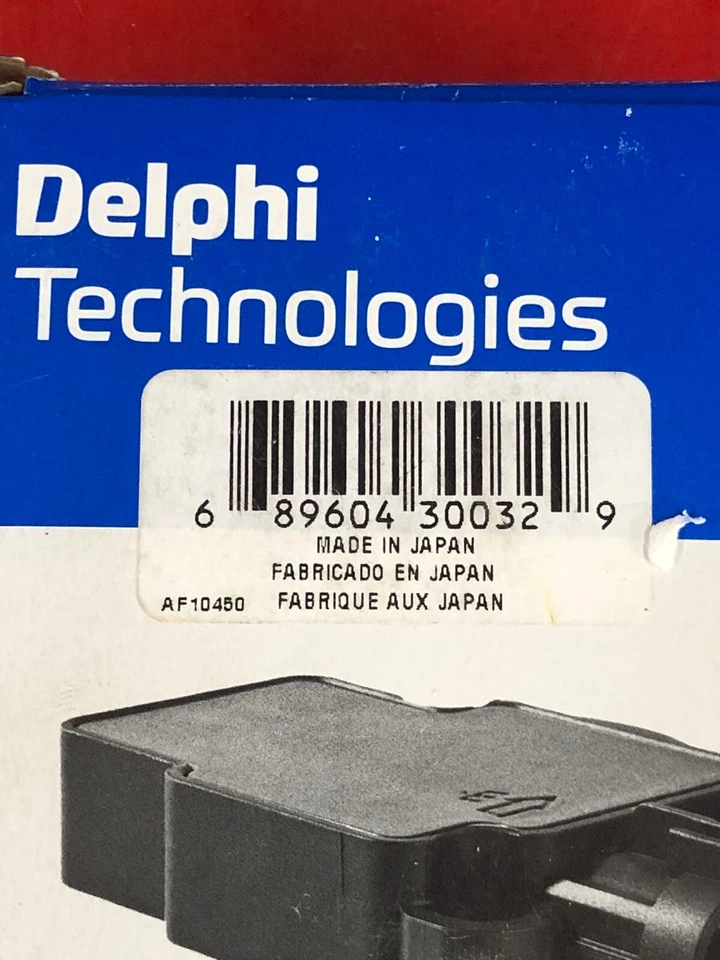 Delphi
Technologies
6 89604 30032 9
MADE IN JAPAN
FABRICADO EN JAPAN
AF10450 FABRIQUE AUX JAPAN